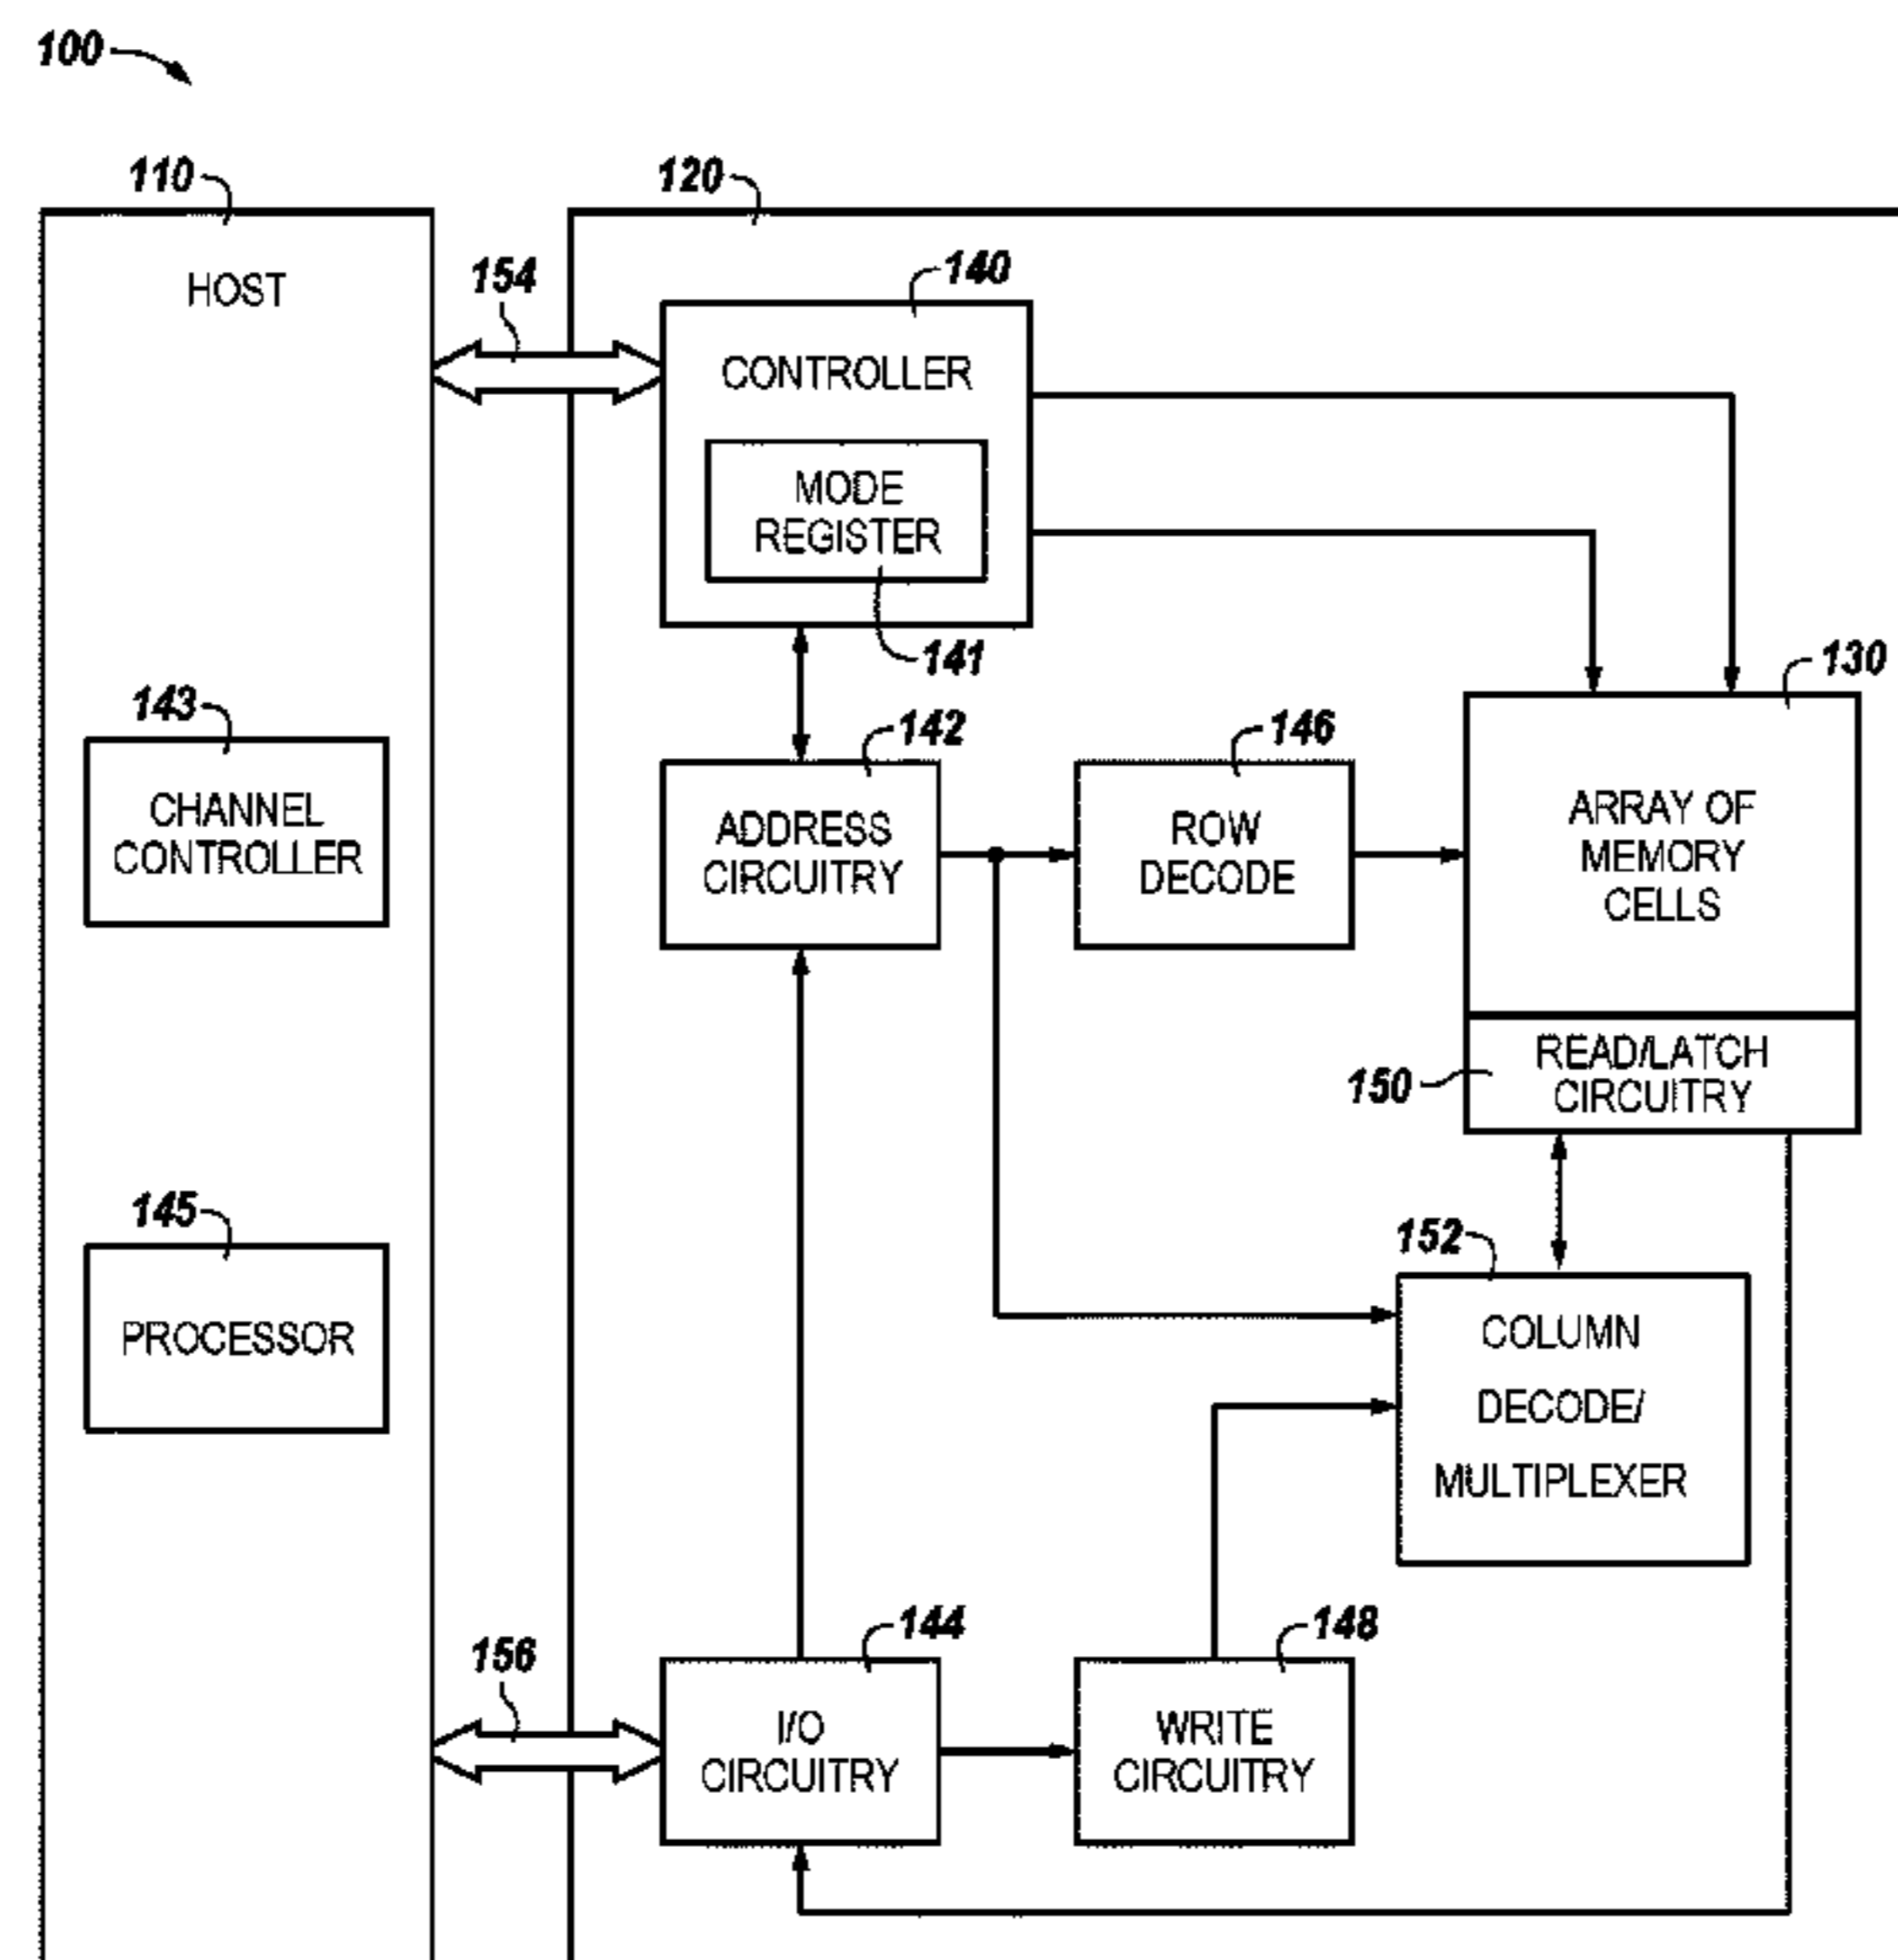 100
110
120
HOST
154
140
CONTROLLER
MODE
REGISTER
141
130
143
142
146
CHANNEL
CONTROLLER
ADDRESS
CIRCUITRY
ROW
DECODE
ARRAY OF
MEMORY
CELLS
READ/LATCH
CIRCUITRY
150
145
152
PROCESSOR
COLUMN
DECODE/
MULTIPLEXER
156
144
148
I/O
CIRCUITRY
WRITE
CIRCUITRY